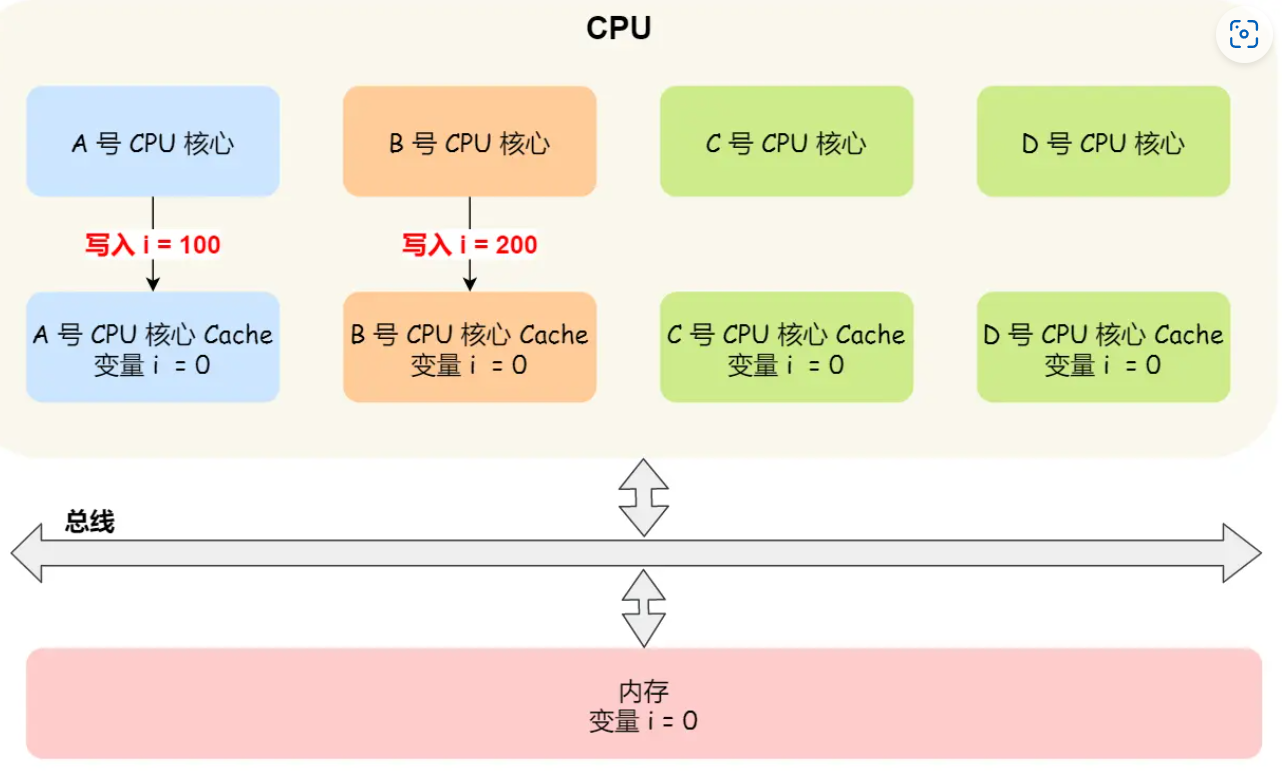 CPU
A 号 CPU 核心
B 号 CPU 核心
C 号 CPU 核心
D 号 CPU 核心
写入 i = 100
写入 i = 200
A 号 CPU 核心 Cache
变量 i = 0
B 号 CPU 核心 Cache
变量 i = 0
C 号 CPU 核心 Cache
变量 i = 0
D 号 CPU 核心 Cache
变量 i = 0
总线
内存
变量 i = 0